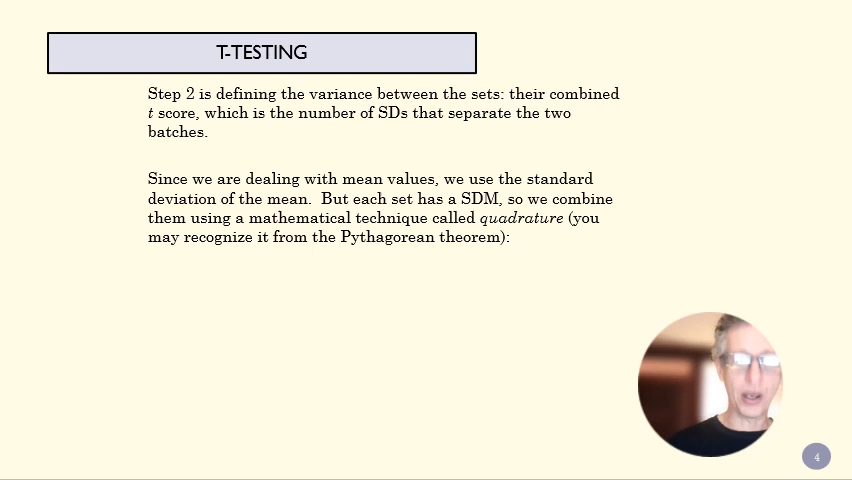 T-TESTING
Step 2 is defining the variance between the sets: their combined
t score, which is the number of SDs that separate the two
batches.
Since we are dealing with mean values, we use the standard
deviation of the mean.  But each set has a SDM, so we combine
them using a mathematical technique called quadrature (you
may recognize it from the Pythagorean theorem):
4